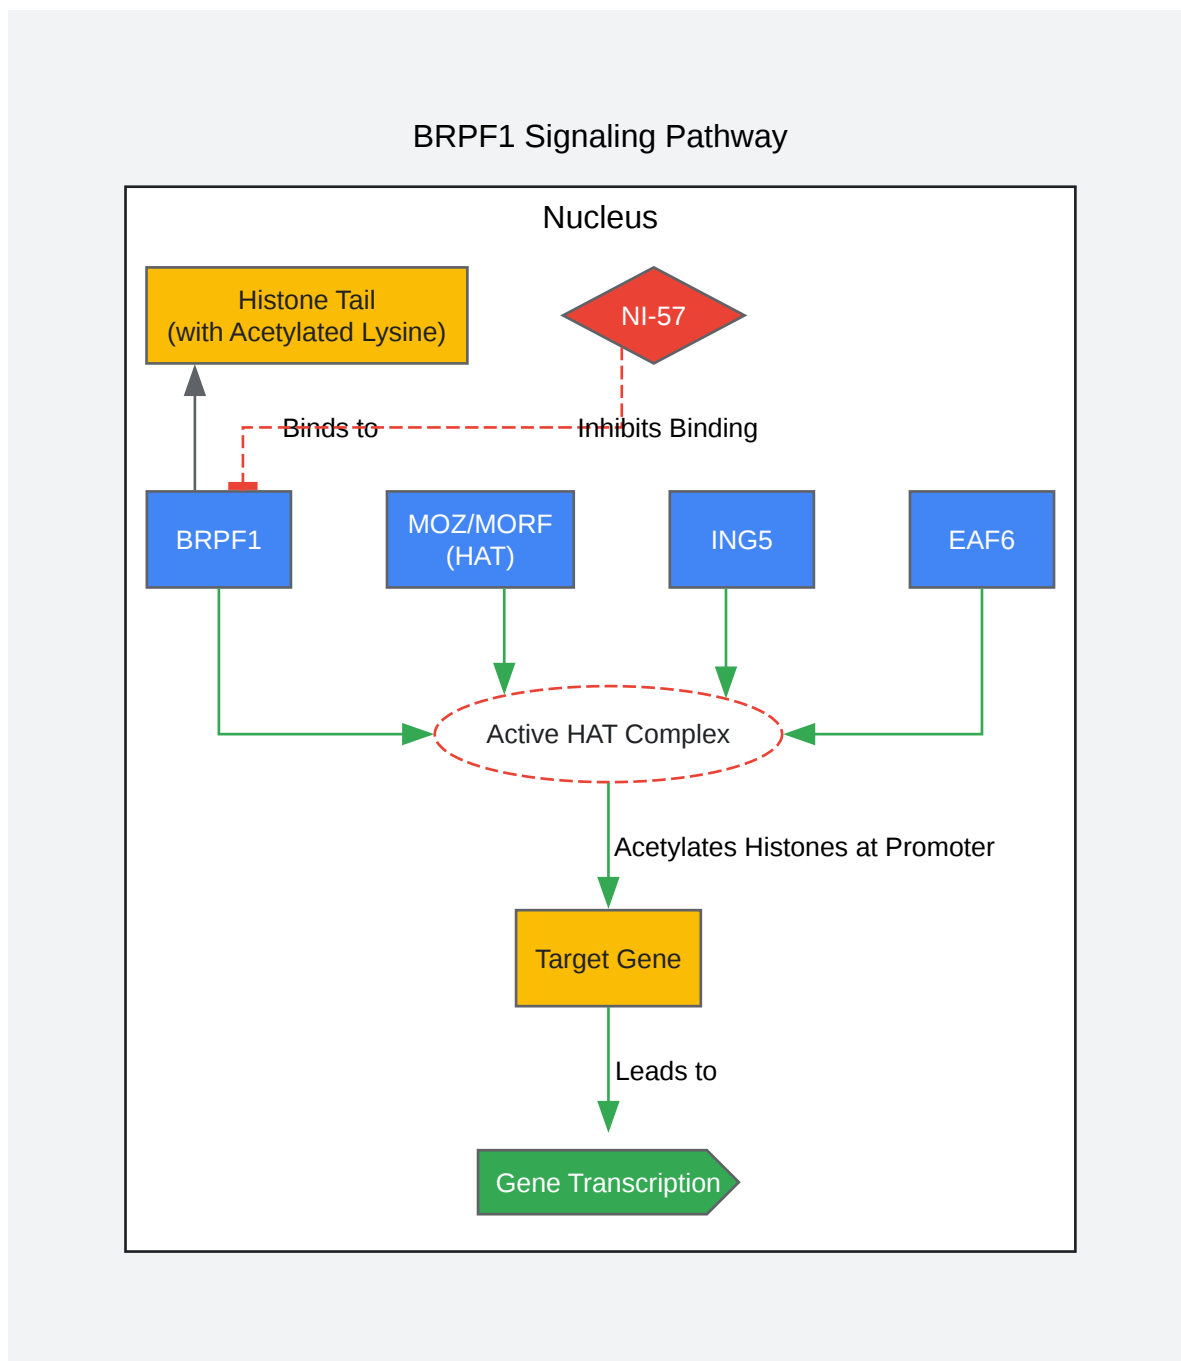 BRPF1 Signaling Pathway
Nucleus
Histone Tail
(with Acetylated Lysine)
NI-57
Binds to
Inhibits Binding
BRPF1
MOZ/MORF
(HAT)
ING5
EAF6
Active HAT Complex
Acetylates Histones at Promoter
Target Gene
Leads to
Gene Transcription